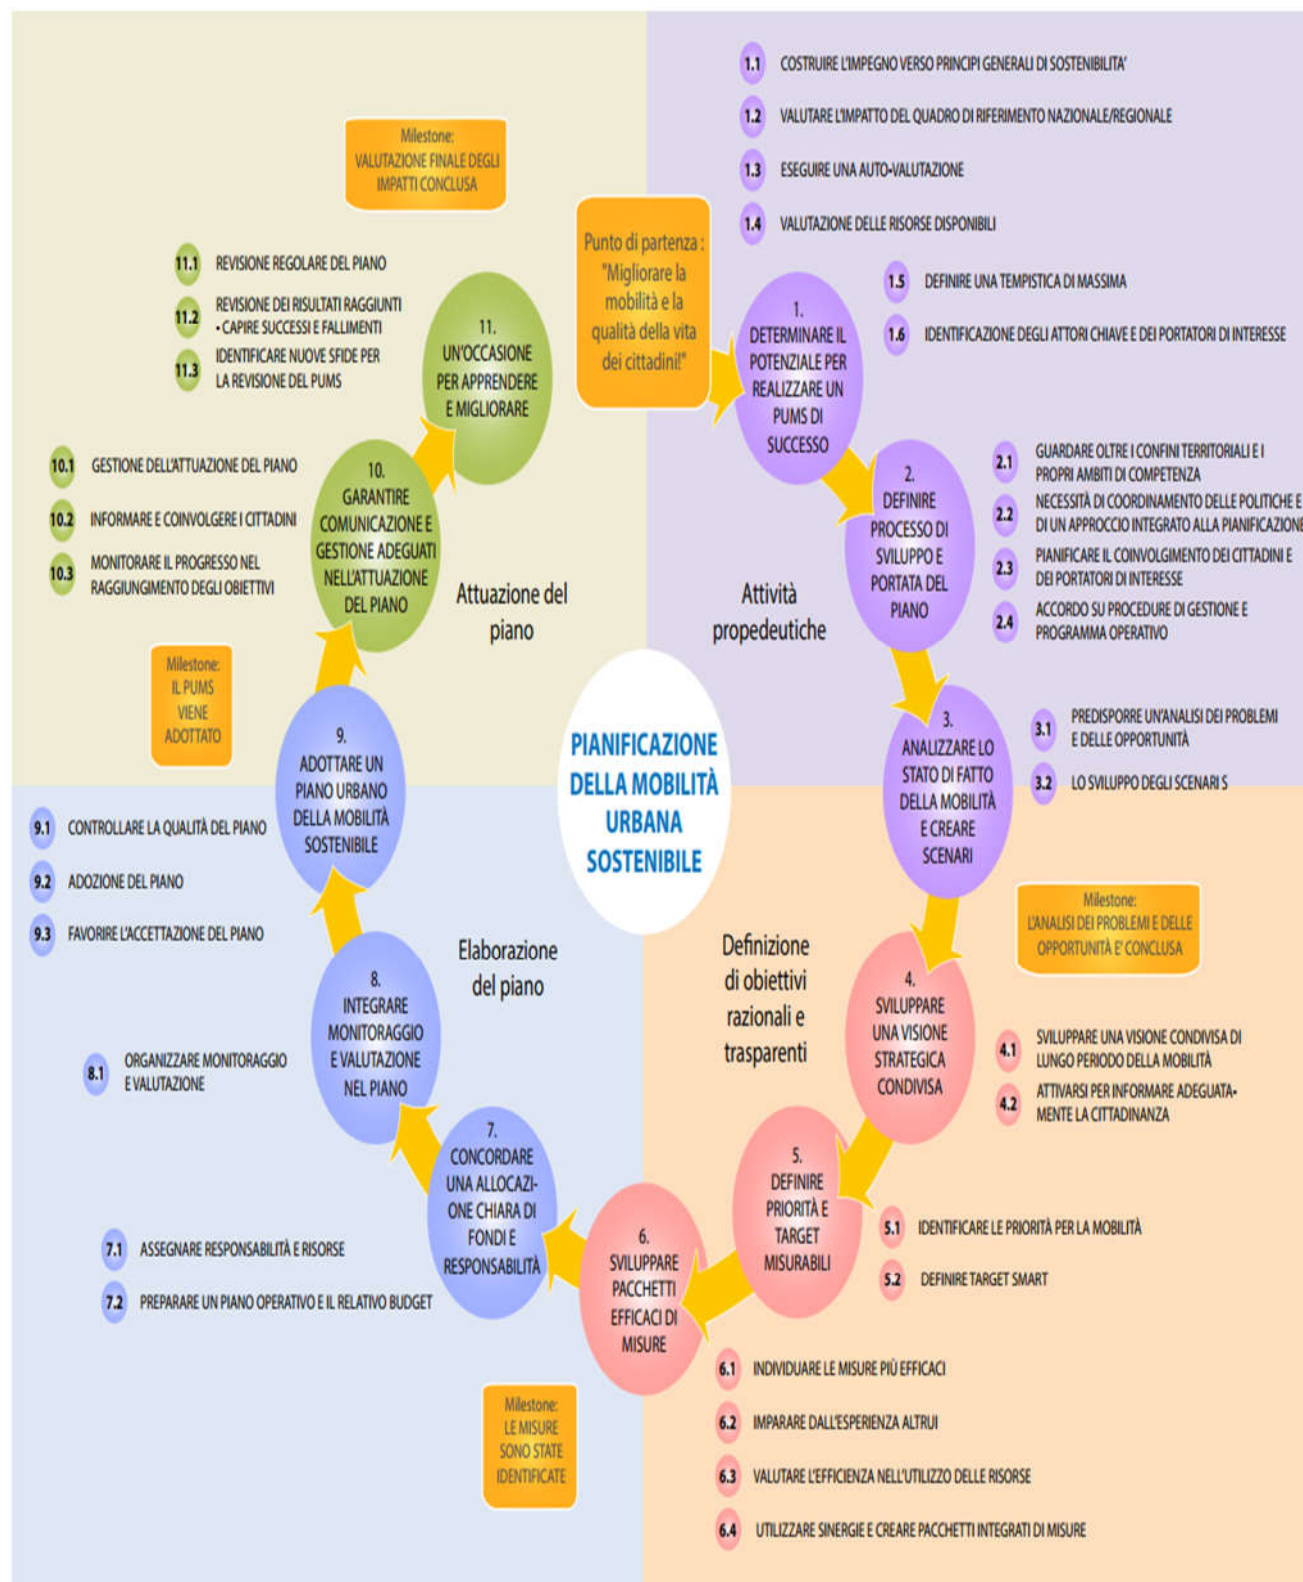 1.1 COSTRUIRE L'IMPEGNO VERSO PRINCIPI GENERALI DI SOSTENIBILITA'
1.2 VALUTARE L'IMPATTO DEL QUADRO DI RIFERIMENTO NAZIONALE/REGIONALE
1.3 ESEGUIRE UNA AUTO-VALUTAZIONE
1.4 VALUTAZIONE DELLE RISORSE DISPONIBILI
1.5 DEFINIRE UNA TEMPISTICA DI MASSIMA
1.6 IDENTIFICAZIONE DEGLI ATTORI CHIAVE E DEI PORTATORI DI INTERESSE
Punto di partenza :
"Migliorare la
mobilità e la
qualità della vita
dei cittadini!"
1.
DETERMINARE IL
POTENZIALE PER
REALIZZARE UN
PUMS DI
SUCCESSO
2.
DEFINIRE
PROCESSO DI
SVILUPPO E
PORTATA DEL
PIANO
2.1 GUARDARE OLTRE I CONFINI TERRITORIALI E I
PROPRI AMBITI DI COMPETENZA
2.2 NECESSITÀ DI COORDINAMENTO DELLE POLITICHE E
DI UN APPROCCIO INTEGRATO ALLA PIANIFICAZIONE
2.3 PIANIFICARE IL COINVOLGIMENTO DEI CITTADINI E
DEI PORTATORI DI INTERESSE
2.4 ACCORDO SU PROCEDURE DI GESTIONE E
PROGRAMMA OPERATIVO
Attività
propedeutiche
3.
ANALIZZARE LO
STATO DI FATTO
DELLA MOBILITÀ
E CREARE
SCENARI
3.1 PREDISPORRE UN'ANALISI DEI PROBLEMI
E DELLE OPPORTUNITÀ
3.2 LO SVILUPPO DEGLI SCENARI S
Milestone:
L'ANALISI DEI PROBLEMI E DELLE
OPPORTUNITÀ E' CONCLUSA
PIANIFICAZIONE
DELLA MOBILITÀ
URBANA
SOSTENIBILE
Definizione
di obiettivi
razionali e
trasparenti
4.
SVILUPPARE
UNA VISIONE
STRATEGICA
CONDIVISA
4.1 SVILUPPARE UNA VISIONE CONDIVISA DI
LUNGO PERIODO DELLA MOBILITÀ
4.2 ATTIVARSI PER INFORMARE ADEGUATA-
MENTE LA CITTADINANZA
5.
DEFINIRE
PRIORITÀ E
TARGET
MISURABILI
5.1 IDENTIFICARE LE PRIORITÀ PER LA MOBILITÀ
5.2 DEFINIRE TARGET SMART
6.
SVILUPPARE
PACCHETTI
EFFICACI DI
MISURE
6.1 INDIVIDUARE LE MISURE PIÙ EFFICACI
6.2 IMPARARE DALL'ESPERIENZA ALTRUI
6.3 VALUTARE L'EFFICIENZA NELL'UTILIZZO DELLE RISORSE
6.4 UTILIZZARE SINERGIE E CREARE PACCHETTI INTEGRATI DI MISURE
Milestone:
LE MISURE
SONO STATE
IDENTIFICATE
7.
CONCORDARE
UNA ALLOCAZI-
ONE CHIARA DI
FONDI E
RESPONSABILITÀ
7.1 ASSEGNARE RESPONSABILITÀ E RISORSE
7.2 PREPARARE UN PIANO OPERATIVO E IL RELATIVO BUDGET
Elaborazione
del piano
8.
INTEGRARE
MONITORAGGIO
E VALUTAZIONE
NEL PIANO
8.1 ORGANIZZARE MONITORAGGIO
E VALUTAZIONE
9.
ADOTTARE UN
PIANO URBANO
DELLA MOBILITÀ
SOSTENIBILE
9.1 CONTROLLARE LA QUALITÀ DEL PIANO
9.2 ADOZIONE DEL PIANO
9.3 FAVORIRE L'ACCETTAZIONE DEL PIANO
Milestone:
IL PUMS
VIENE
ADOTTATO
Attuazione del
piano
10.
GARANTIRE
COMUNICAZIONE E
GESTIONE ADEGUATI
NELL'ATTUAZIONE
DEL PIANO
10.1 GESTIONE DELL'ATTUAZIONE DEL PIANO
10.2 INFORMARE E COINVOLGERE I CITTADINI
10.3 MONITORARE IL PROGRESSO NEL
RAGGIUNGIMENTO DEGLI OBIETTIVI
11.
UN'OCCASIONE
PER APPRENDERE
E MIGLIORARE
11.1 REVISIONE REGOLARE DEL PIANO
11.2 REVISIONE DEI RISULTATI RAGGIUNTI
- CAPIRE SUCCESSI E FALLIMENTI
11.3 IDENTIFICARE NUOVE SFIDE PER
LA REVISIONE DEL PUMS
Milestone:
VALUTAZIONE FINALE DEGLI
IMPATTI CONCLUSA